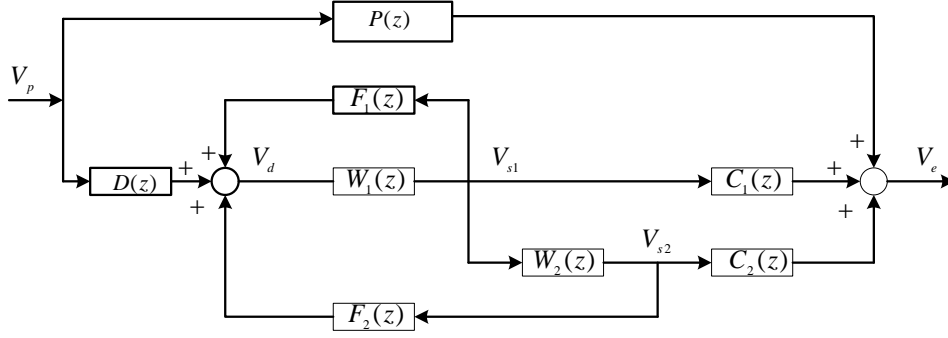 P(z)
V_p
F_1(z)
+
+
V_d
W_1(z)
V_{s1}
C_1(z)
+
+
V_e
D(z)
+
+
W_2(z)
V_{s2}
C_2(z)
F_2(z)